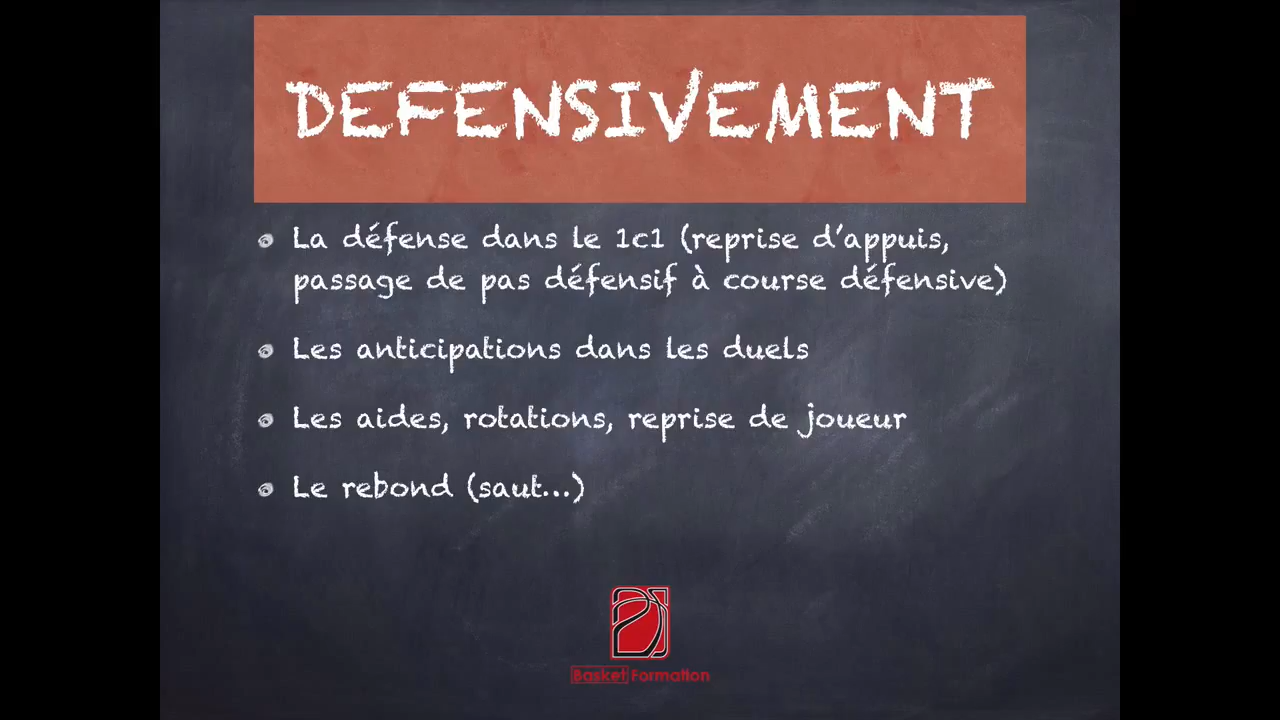 DEFENSIVEMENT
La défense dans le 1c1 (reprise d'appuis,
passage de pas défensif à course défensive)
Les anticipations dans les duels
Les aides, rotations, reprise de joueur
Le rebond (saut...)
Basket Formation